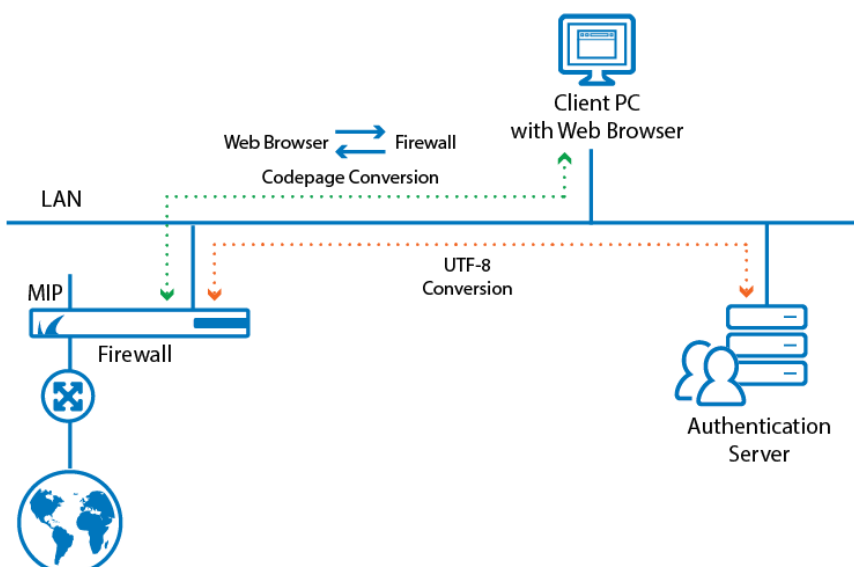 Client PC
with Web Browser
Web Browser Firewall
Codepage Conversion
LAN
UTF-8
Conversion
MIP
Firewall
Authentication
Server